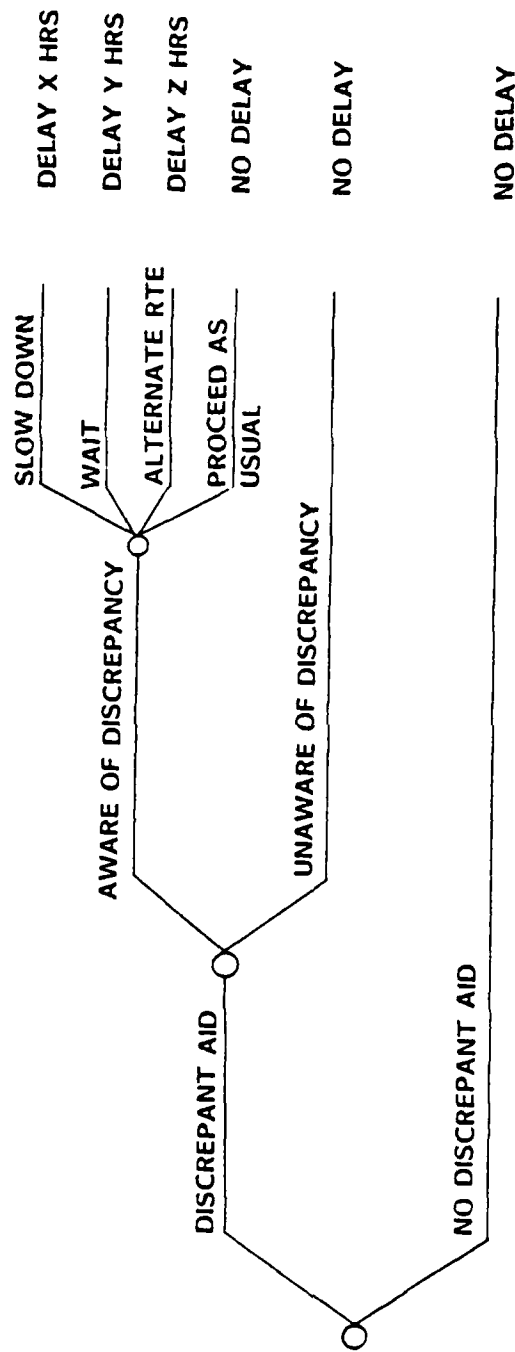 SLOW DOWN
DELAY X HRS
WAIT
DELAY Y HRS
ALTERNATE RTE
DELAY Z HRS
PROCEED AS
USUAL
NO DELAY
AWARE OF DISCREPANCY
UNAWARE OF DISCREPANCY
NO DELAY
DISCREPANT AID
NO DISCREPANT AID
NO DELAY